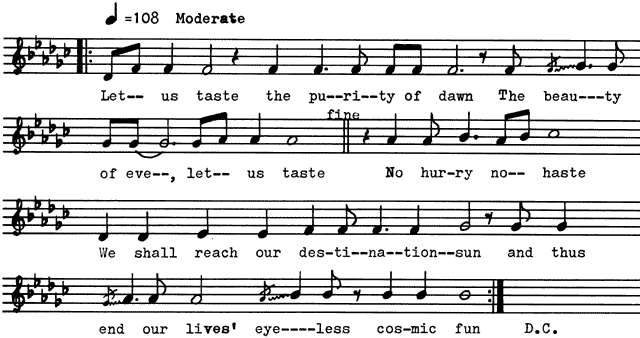 =108 Moderate
Let-- us taste the pu--ri--ty of dawn The beau---ty
fine
of eve--, let-- us taste No hur-ry no-- haste
We shall reach our des-ti--na--tion--sun and thus
end our lives' eye----less cos-mic fun D.C.